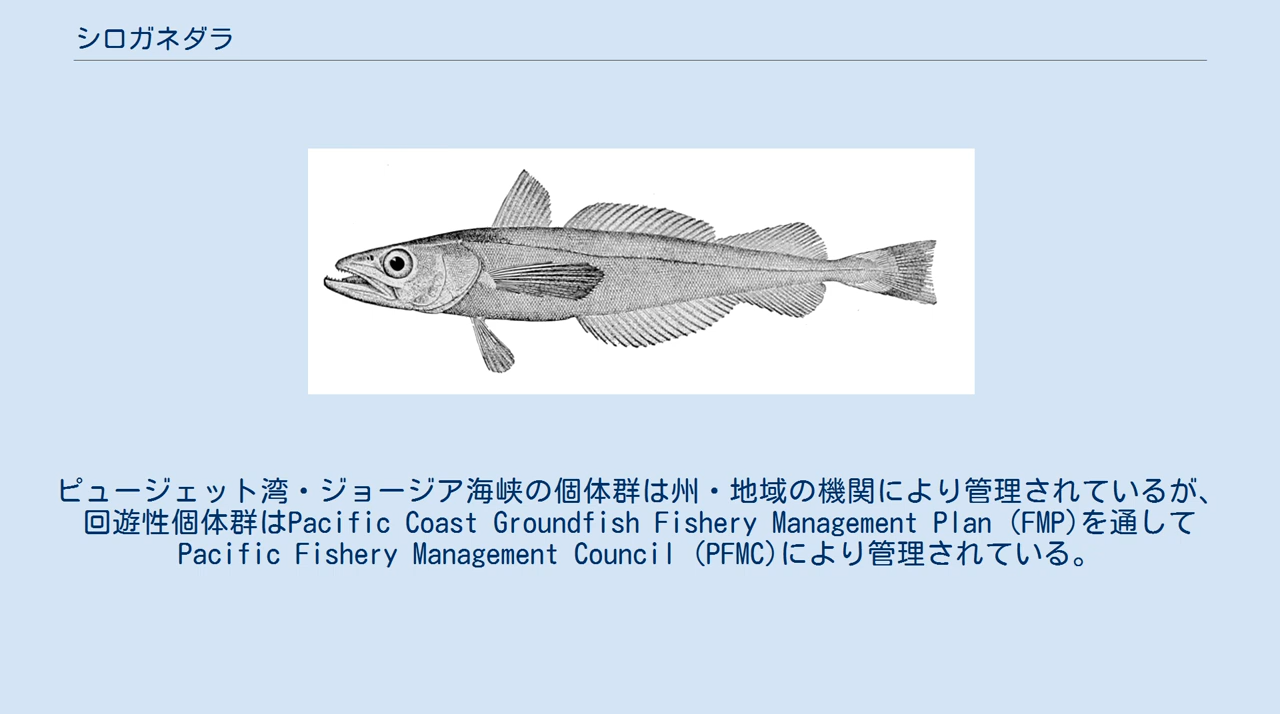 シロガネダラ
ピュージェット湾・ジョージア海峡の個体群は州・地域の機関により管理されているが、
回遊性個体群はPacific Coast Groundfish Fishery Management Plan (FMP)を通して
Pacific Fishery Management Council (PFMC)により管理されている。